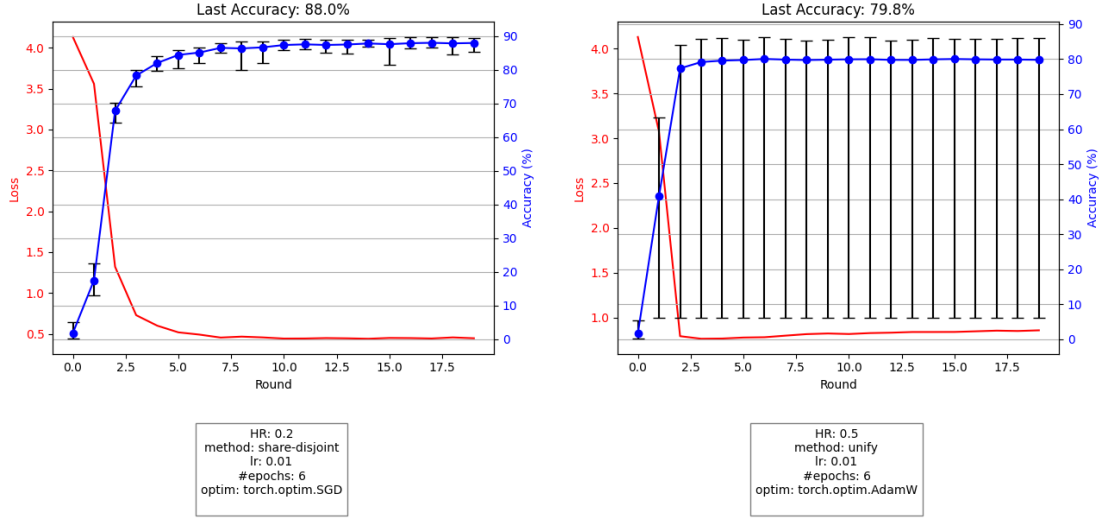 Last Accuracy: 88.0%
4.0
3.5
3.0
2.5
2.0
1.5
1.0
0.5
Loss
90
80
70
60
50
40
30
20
10
0
Accuracy (%)
0.0 2.5 5.0 7.5 10.0 12.5 15.0 17.5
Round
HR: 0.2
method: share-disjoint
lr: 0.01
#epochs: 6
optim: torch.optim.SGD
Last Accuracy: 79.8%
4.0
3.5
3.0
2.5
2.0
1.5
1.0
Loss
90
80
70
60
50
40
30
20
10
0
Accuracy (%)
0.0 2.5 5.0 7.5 10.0 12.5 15.0 17.5
Round
HR: 0.5
method: unify
lr: 0.01
#epochs: 6
optim: torch.optim.AdamW